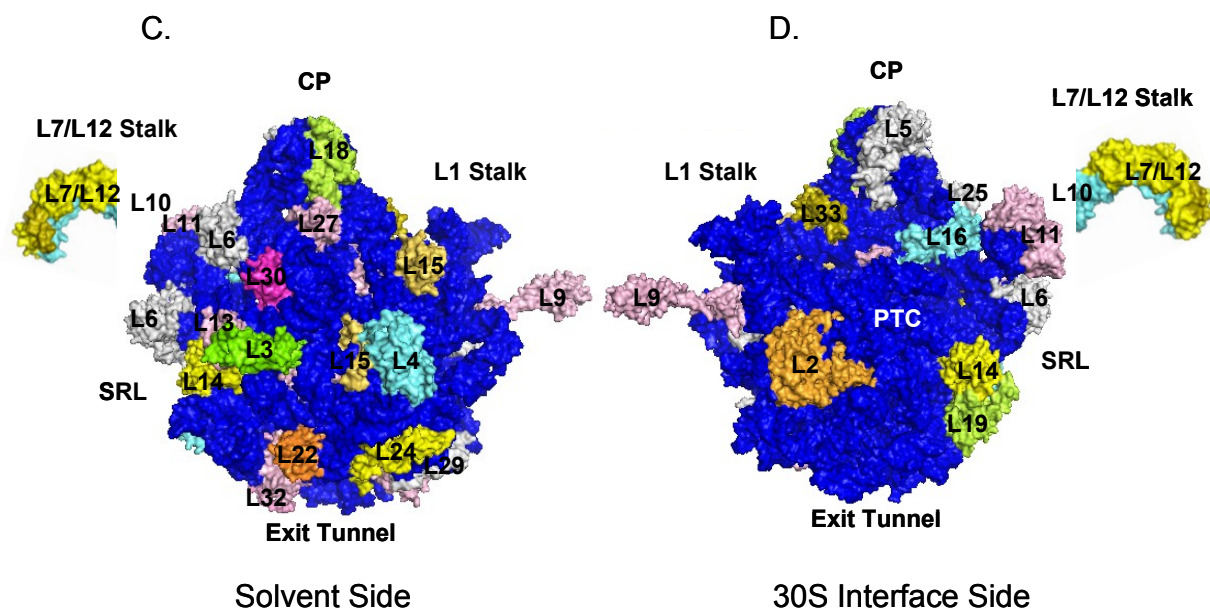 C.
D.
CP
L7/L12 Stalk
L7/L12
L10
L11
L6
L18
L27
L1 Stalk
L30
L15
L9
L6
L13
L3
L15
L4
L14
SRL
L22
L24
L29
L32
Exit Tunnel
Solvent Side
CP
L7/L12 Stalk
L5
L1 Stalk
L25
L10
L7/L12
L33
L16
L11
L9
L6
PTC
L2
L14
SRL
L19
Exit Tunnel
30S Interface Side